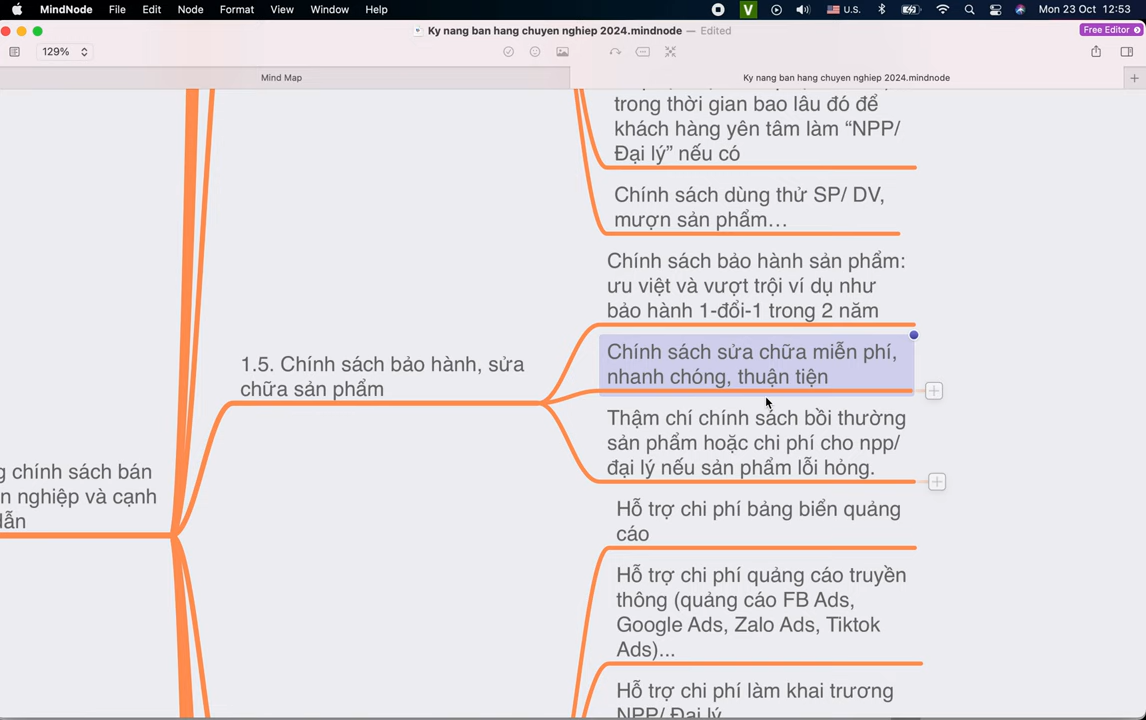 MindNode File Edit Node Format View Window Help
V
U.S.
Mon 23 Oct 12:53
Ky nang ban hang chuyen nghiep 2024.mindnode — Edited
Free Editor
129%
Mind Map
Ky nang ban hang chuyen nghiep 2024.mindnode
trong thời gian bao lâu đó để
khách hàng yên tâm làm “NPP/
Đại lý” nếu có
Chính sách dùng thử SP/ DV,
mượn sản phẩm...
Chính sách bảo hành sản phẩm:
ưu việt và vượt trội ví dụ như
bảo hành 1-đổi-1 trong 2 năm
1.5. Chính sách bảo hành, sửa
chữa sản phẩm
Chính sách sửa chữa miễn phí,
nhanh chóng, thuận tiện
Thậm chí chính sách bồi thường
sản phẩm hoặc chi phí cho npp/
đại lý nếu sản phẩm lỗi hỏng.
g chính sách bán
n nghiệp và cạnh
dẫn
Hỗ trợ chi phí bảng biển quảng
cáo
Hỗ trợ chi phí quảng cáo truyền
thông (quảng cáo FB Ads,
Google Ads, Zalo Ads, Tiktok
Ads)...
Hỗ trợ chi phí làm khai trương
NPP/ Đại lý